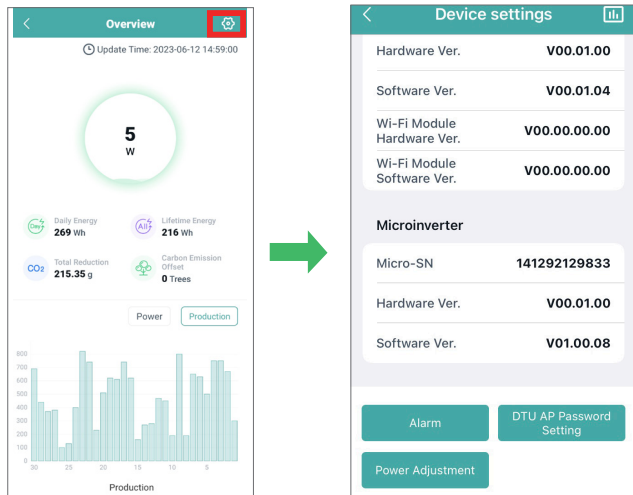 Overview
Update Time: 2023-06-12 14:59:00
5
W
Day
Daily Energy
269 Wh
All
Lifetime Energy
216 Wh
CO2
Total Reduction
215.35 g
Carbon Emission
Offset
0 Trees
Power
Production
800
700
600
500
400
300
200
100
0
30 25 20 15 10 5
Production
Device settings
Hardware Ver. V00.01.00
Software Ver. V00.01.04
Wi-Fi Module
Hardware Ver. V00.00.00.00
Wi-Fi Module
Software Ver. V00.00.00.00
Microinverter
Micro-SN 141292129833
Hardware Ver. V00.01.00
Software Ver. V01.00.08
Alarm
DTU AP Password
Setting
Power Adjustment